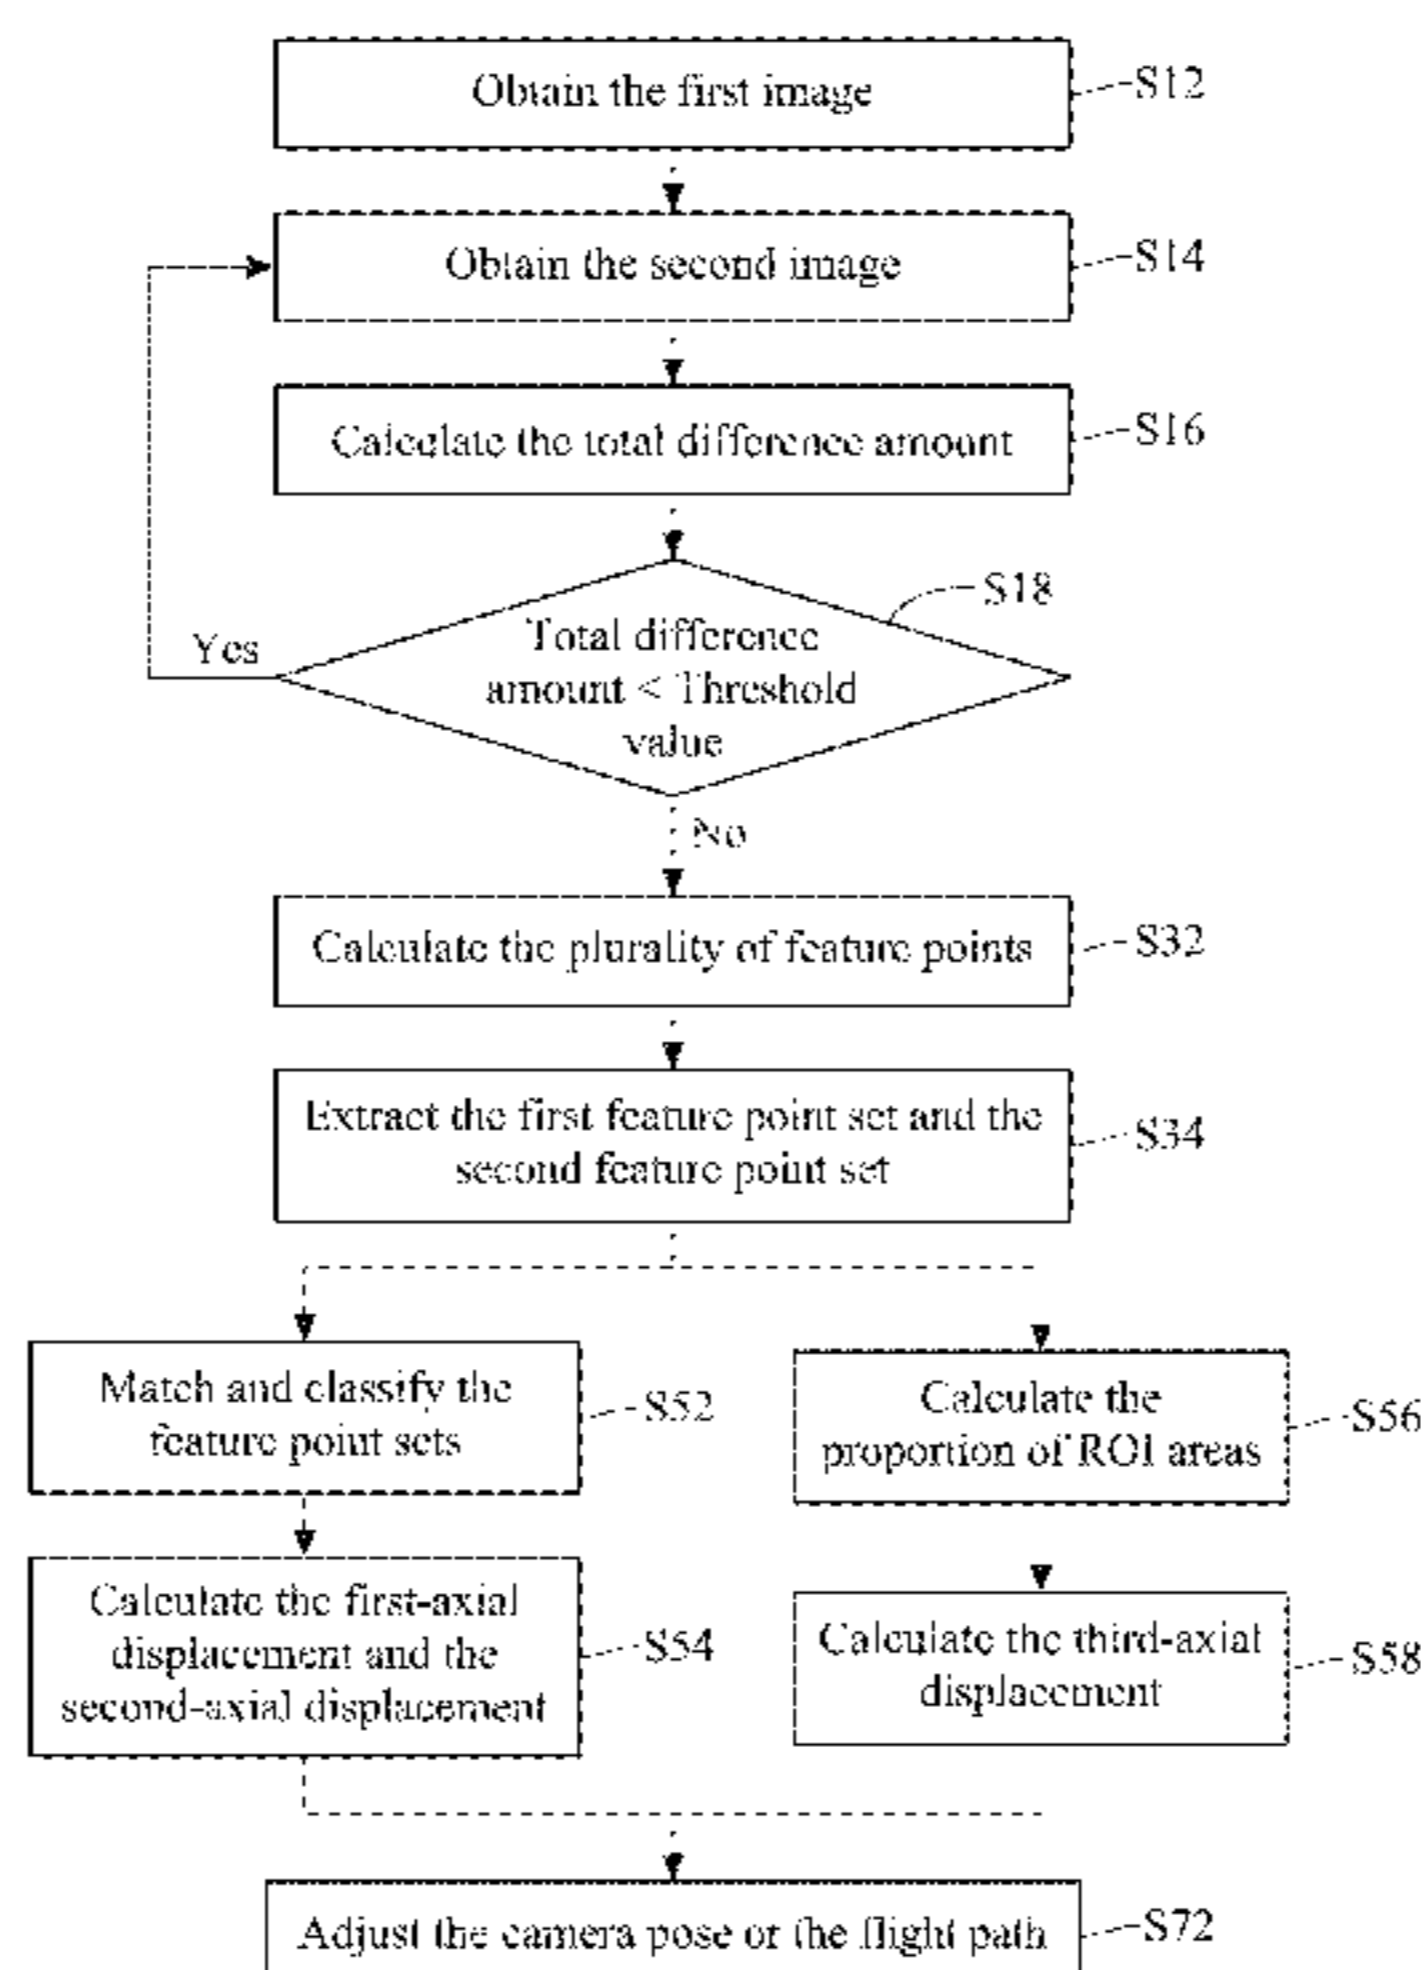 Obtain the first image
S12
Obtain the second image
S14
Calculate the total difference amount
S16
S18
Total difference
amount < Threshold
value
Yes
No
Calculate the plurality of feature points
S32
Extract the first feature point set and the
second feature point set
S34
Match and classify the
feature point sets
S52
Calculate the
proportion of ROI areas
S56
Calculate the first-axial
displacement and the
second-axial displacement
S54
Calculate the third-axial
displacement
S58
Adjust the camera pose or the flight path
S72